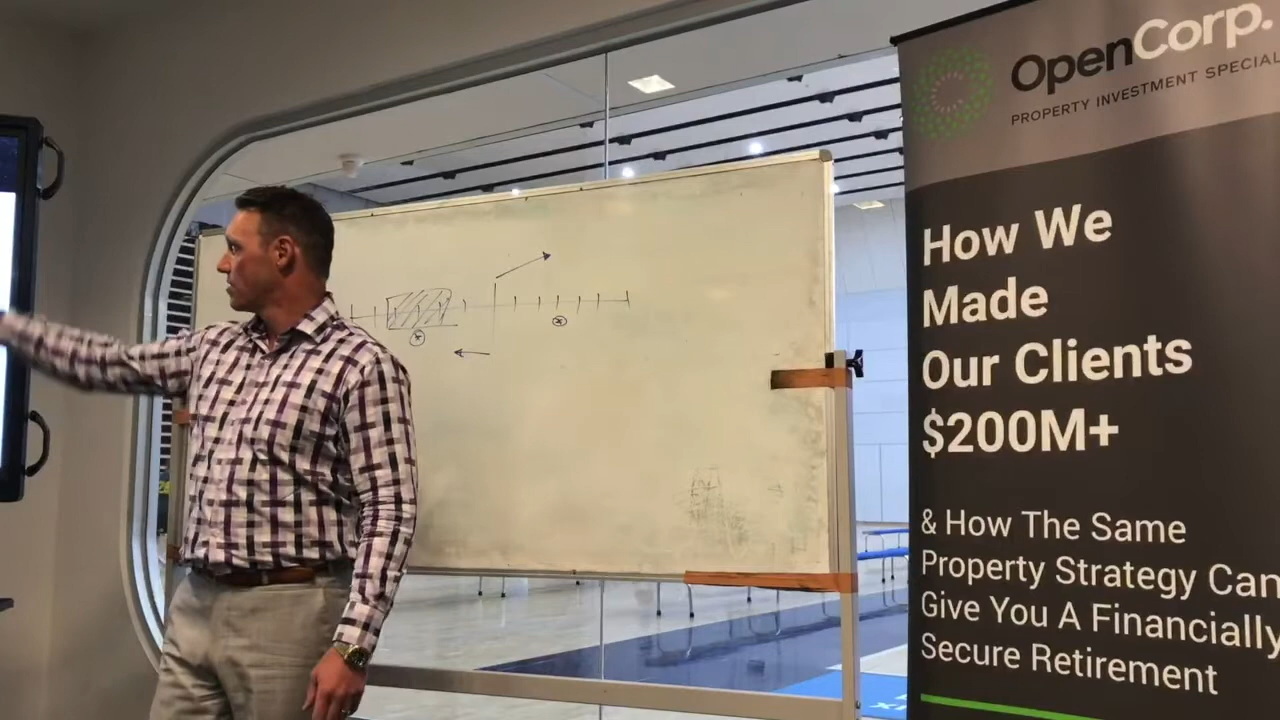 OpenCorp.
PROPERTY INVESTMENT SPECIAL
How We
Made
Our Clients
$200M+
& How The Same
Property Strategy Can
Give You A Financially
Secure Retirement